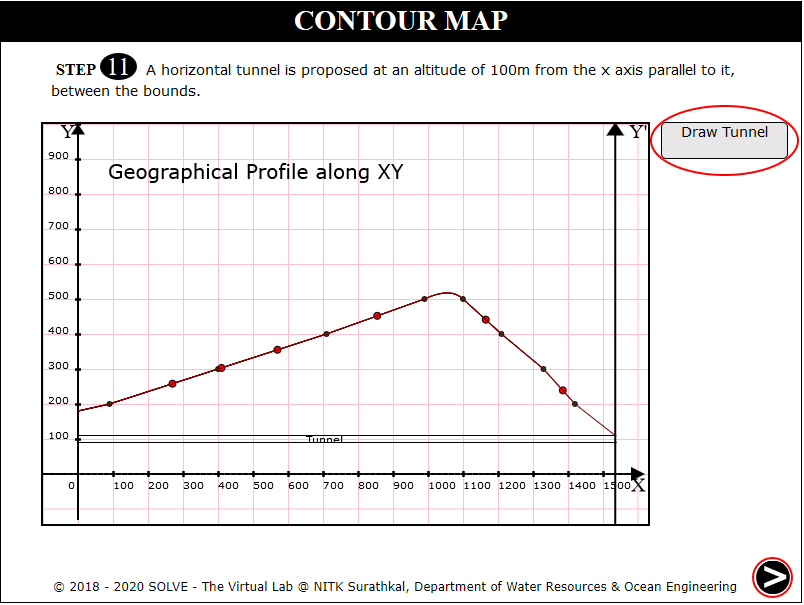 CONTOUR MAP
STEP 11 A horizontal tunnel is proposed at an altitude of 100m from the x axis parallel to it,
between the bounds.
Y
Y'
Draw Tunnel
Geographical Profile along XY
900
800
700
600
500
400
300
200
100
Tunnel
0 100 200 300 400 500 600 700 800 900 1000 1100 1200 1300 1400 1500 X
© 2018 - 2020 SOLVE - The Virtual Lab @ NITK Surathkal, Department of Water Resources & Ocean Engineering